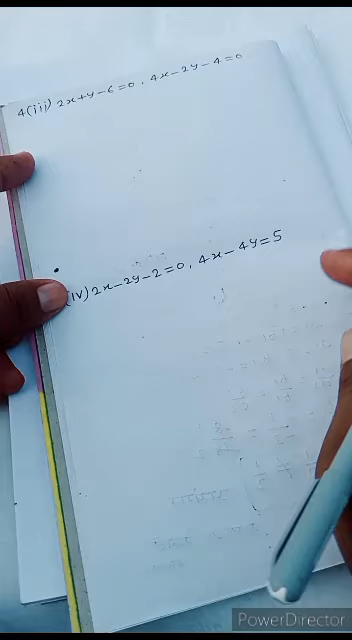 4(iii) 2x+y-6=0, 4x-2y-4=0
(iv) 2x-2y-2=0, 4x-4y=5
PowerDirector